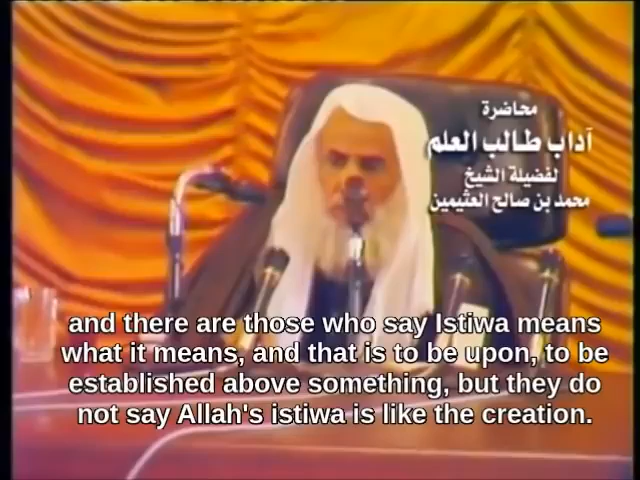 محاضرة
آداب طالب العلم
لفضيلة الشيخ
محمد بن صالح العثيمين
and there are those who say Istiwa means
what it means, and that is to be upon, to be
established above something, but they do
not say Allah's istiwa is like the creation.